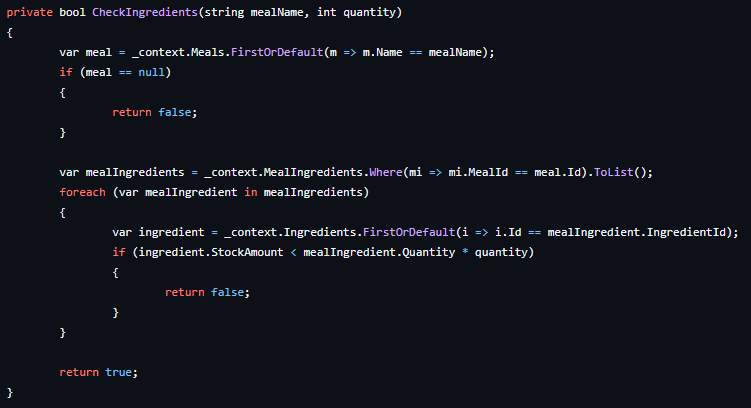 private bool CheckIngredients(string mealName, int quantity)
{
        var meal = _context.Meals.FirstOrDefault(m => m.Name == mealName);
        if (meal == null)
        {
                return false;
        }

        var mealIngredients = _context.MealIngredients.Where(mi => mi.MealId == meal.Id).ToList();
        foreach (var mealIngredient in mealIngredients)
        {
                var ingredient = _context.Ingredients.FirstOrDefault(i => i.Id == mealIngredient.IngredientId);
                if (ingredient.StockAmount < mealIngredient.Quantity * quantity)
                {
                        return false;
                }
        }

        return true;
}